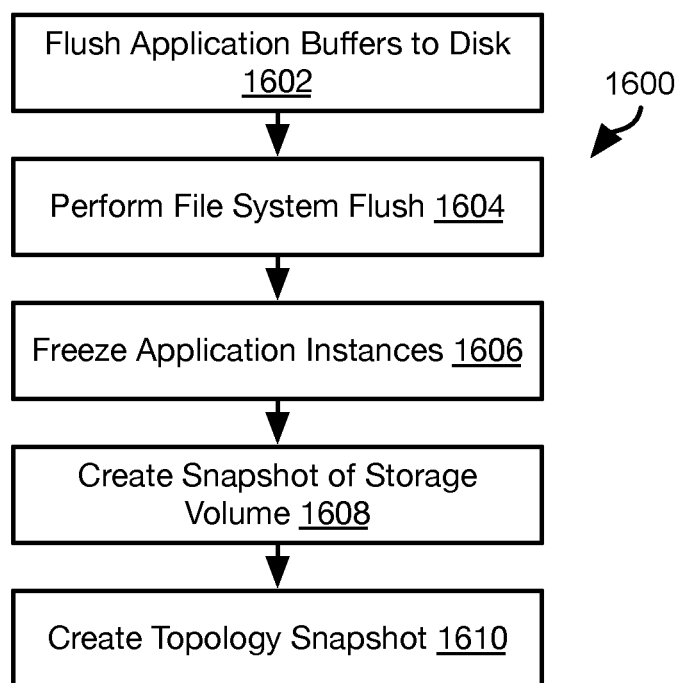 Flush Application Buffers to Disk
1602
1600
Perform File System Flush 1604
Freeze Application Instances 1606
Create Snapshot of Storage
Volume 1608
Create Topology Snapshot 1610